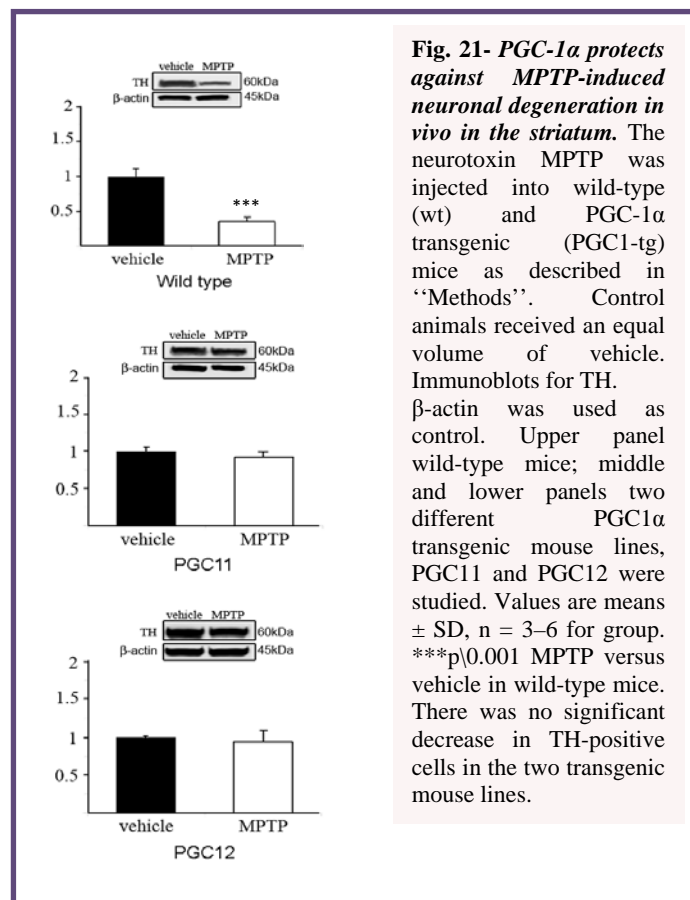 vehicle MPTP
TH 60kDa
β-actin 45kDa
2
1.5
1
0.5
***
vehicle MPTP
Wild type
vehicle MPTP
TH 60kDa
β-actin 45kDa
2
1.5
1
0.5
vehicle MPTP
PGC11
vehicle MPTP
TH 60kDa
β-actin 45kDa
2
1.5
1
0.5
vehicle MPTP
PGC12
Fig. 21- PGC-1α protects
against MPTP-induced
neuronal degeneration in
vivo in the striatum. The
neurotoxin MPTP was
injected into wild-type
(wt) and PGC-1α
transgenic (PGC1-tg)
mice as described in
‘‘Methods’’. Control
animals received an equal
volume of vehicle.
Immunoblots for TH.
β-actin was used as
control. Upper panel
wild-type mice; middle
and lower panels two
different PGC1α
transgenic mouse lines,
PGC11 and PGC12 were
studied. Values are means
± SD, n = 3–6 for group.
***p\0.001 MPTP versus
vehicle in wild-type mice.
There was no significant
decrease in TH-positive
cells in the two transgenic
mouse lines.